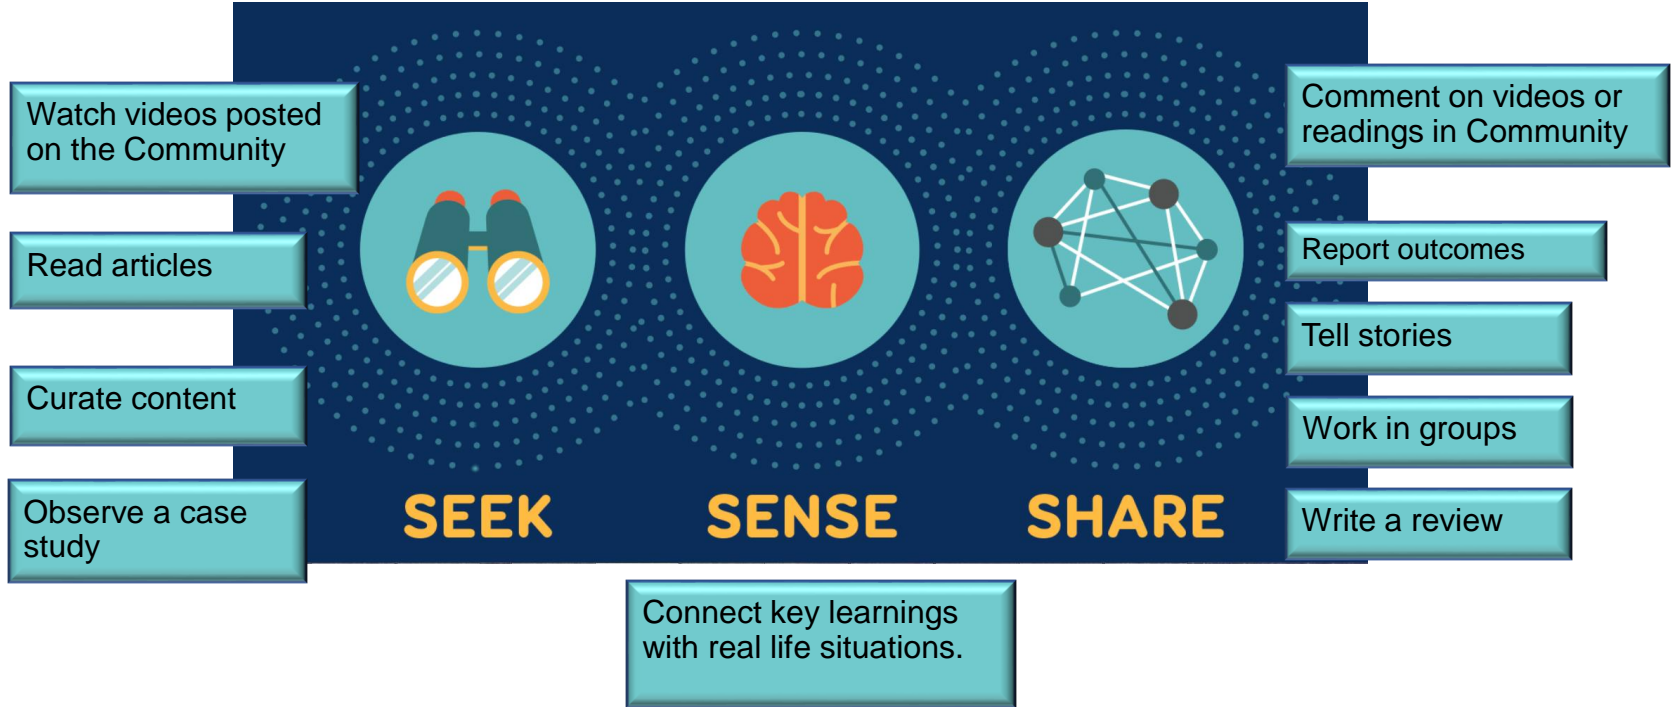 Watch videos posted
on the Community
Read articles
Curate content
Observe a case
study
SEEK
SENSE
SHARE
Comment on videos or
readings in Community
Report outcomes
Tell stories
Work in groups
Write a review
Connect key learnings
with real life situations.